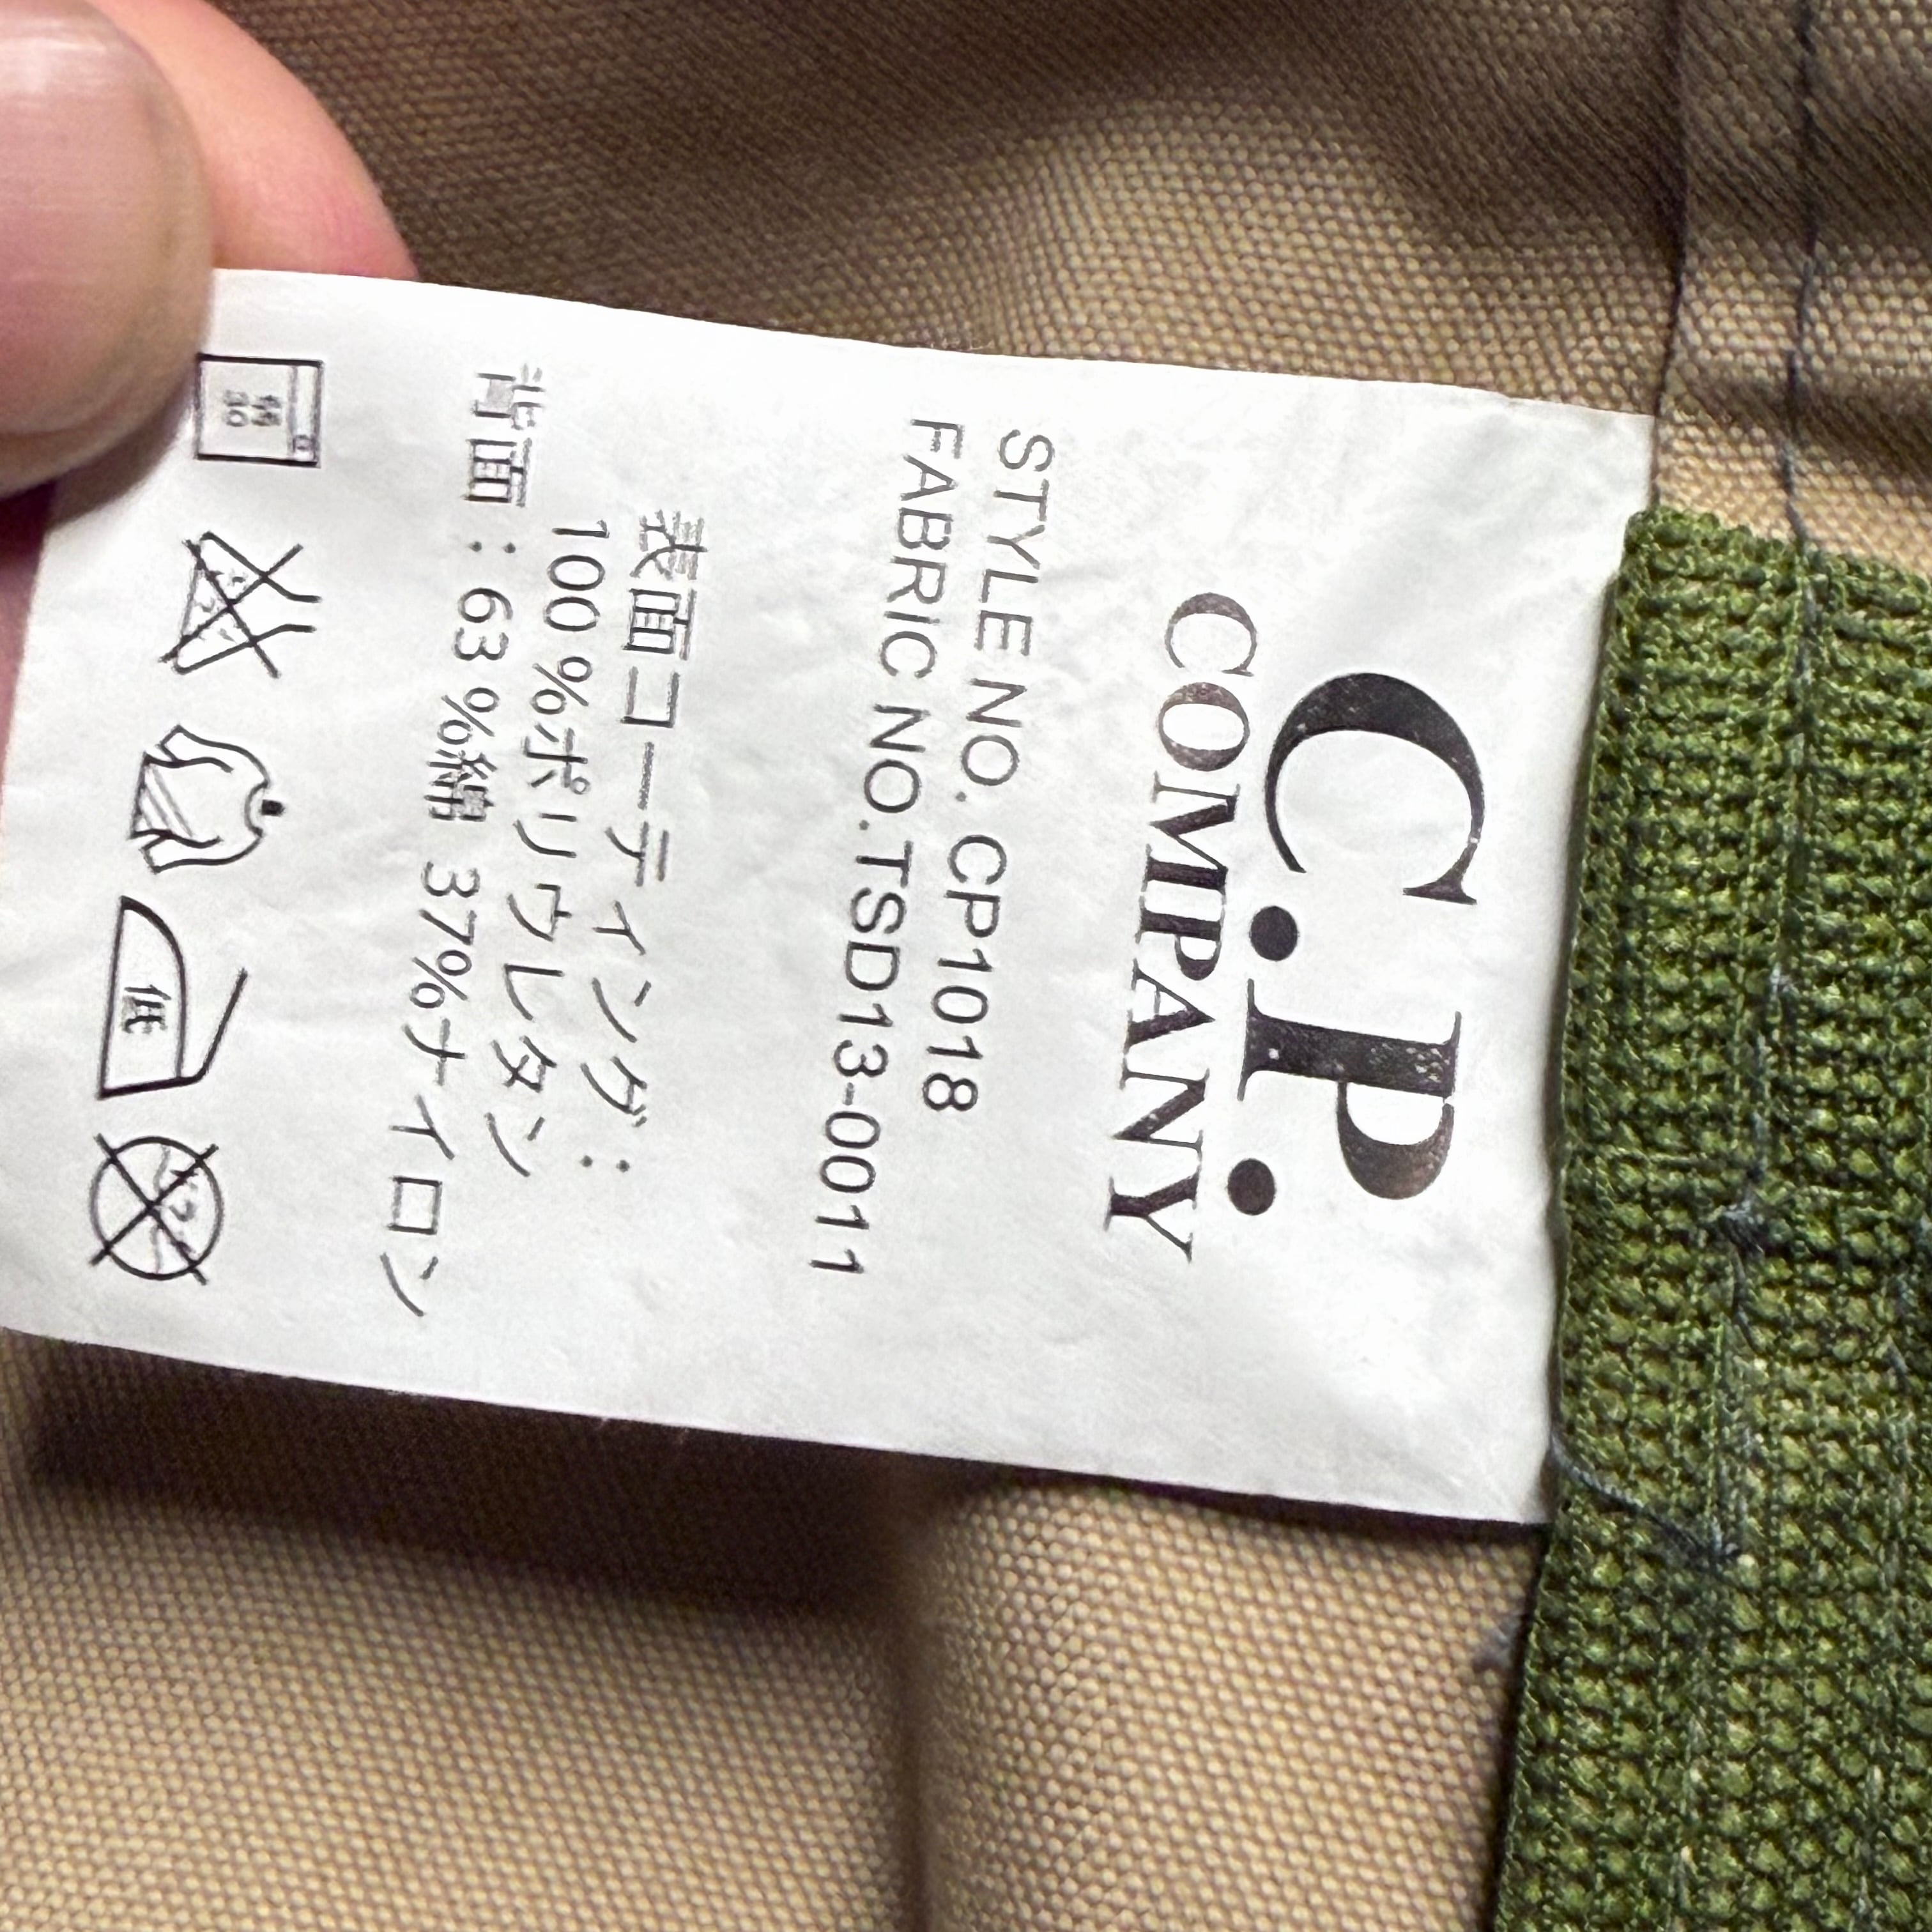 C.P.
COMPANY
STYLE NO. CP1018
FABRIC NO.TSD13-0011
表面コーティング:
100%ポリウレタン
背面:63%綿 37%ナイロン
30
低